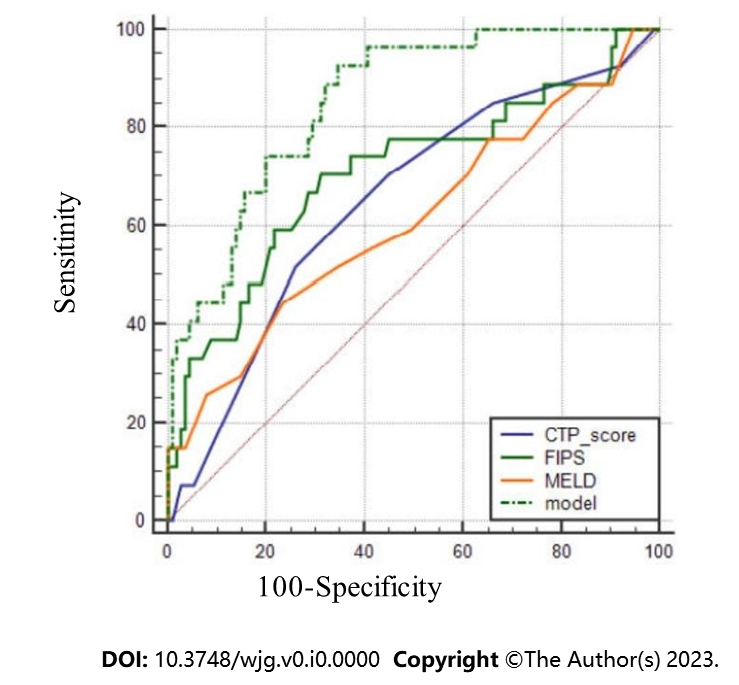 100
80
60
40
20
0
Sensitinity
CTP_score
FIPS
MELD
model
0 20 40 60 80 100
100-Specificity
DOI: 10.3748/wjg.v0.i0.0000 Copyright ©The Author(s) 2023.